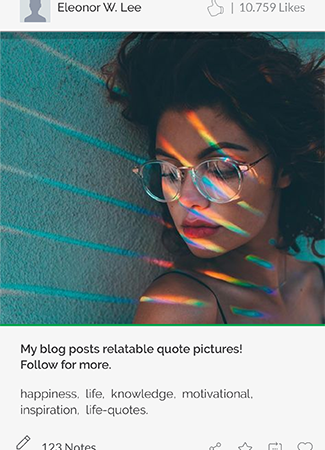 Eleonor W. Lee | 10.759 Likes
My blog posts relatable quote pictures!
Follow for more.
happiness, life, knowledge, motivational,
inspiration, life-quotes.
123 Notes